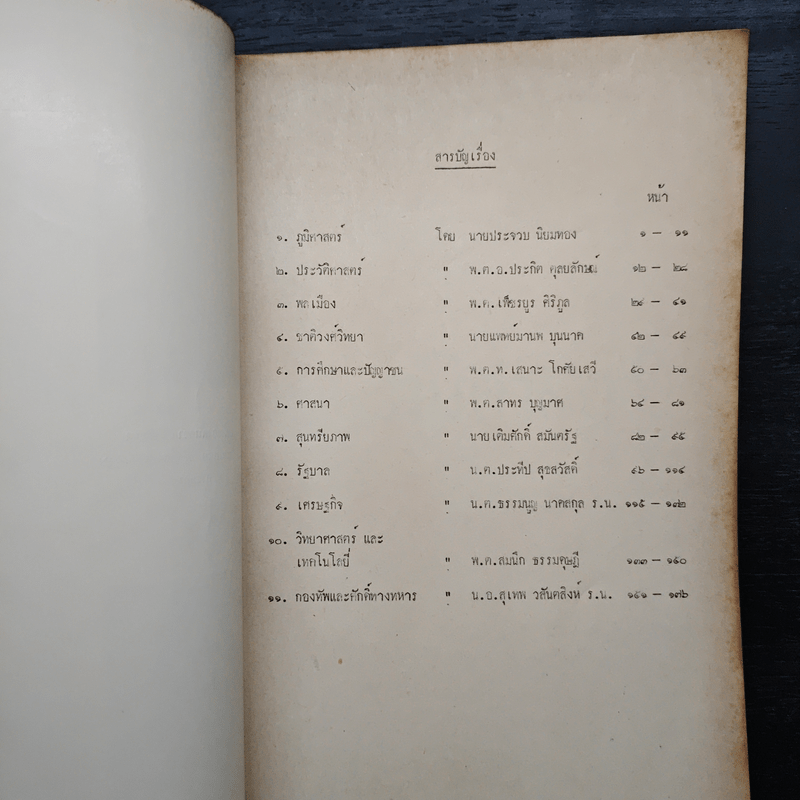 สารบัญเรื่อง
หน้า
๑. ภูมิศาสตร์ โดย นายประจวบ นิยมทอง ๑ - ๑๑
๒. ประวัติศาสตร์ " พ.ต.อ.ประกิต ดุลยลักษณ์ ๑๒ - ๒๘
๓. พลเมือง " พ.ต.เพ็ชรยูร ศิริภูล ๒๙ - ๔๑
๔. ชาติวงศ์วิทยา " นายแพทย์มานพ บุนนาค ๔๒ - ๔๙
๕. การศึกษาและปัญญาชน " พ.ต.ท.เสนาะ โกศัยเสวี ๕๐ - ๖๓
๖. ศาสนา " พ.ต.ลาทร บุญมาศ ๖๔ - ๘๑
๗. สุนทรียภาพ " นายเติมศักดิ์ สมันตรัฐ ๘๒ - ๙๕
๘. รัฐบาล " น.ต.ประทีป สุขสวัสดิ์ ๙๖ - ๑๑๔
๙. เศรษฐกิจ " น.ต.ธรรมนูญ นาคสกุล ร.น. ๑๑๕ - ๑๓๒
๑๐. วิทยาศาสตร์ และ
เทคโนโลยี่ " พ.ต.สมนึก ธรรมดุษฎี ๑๓๓ - ๑๕๐
๑๑. กองทัพและศักดิ์ทางทหาร " น.อ.สุเทพ วสันตสิงห์ ร.น. ๑๕๑ - ๑๗๖